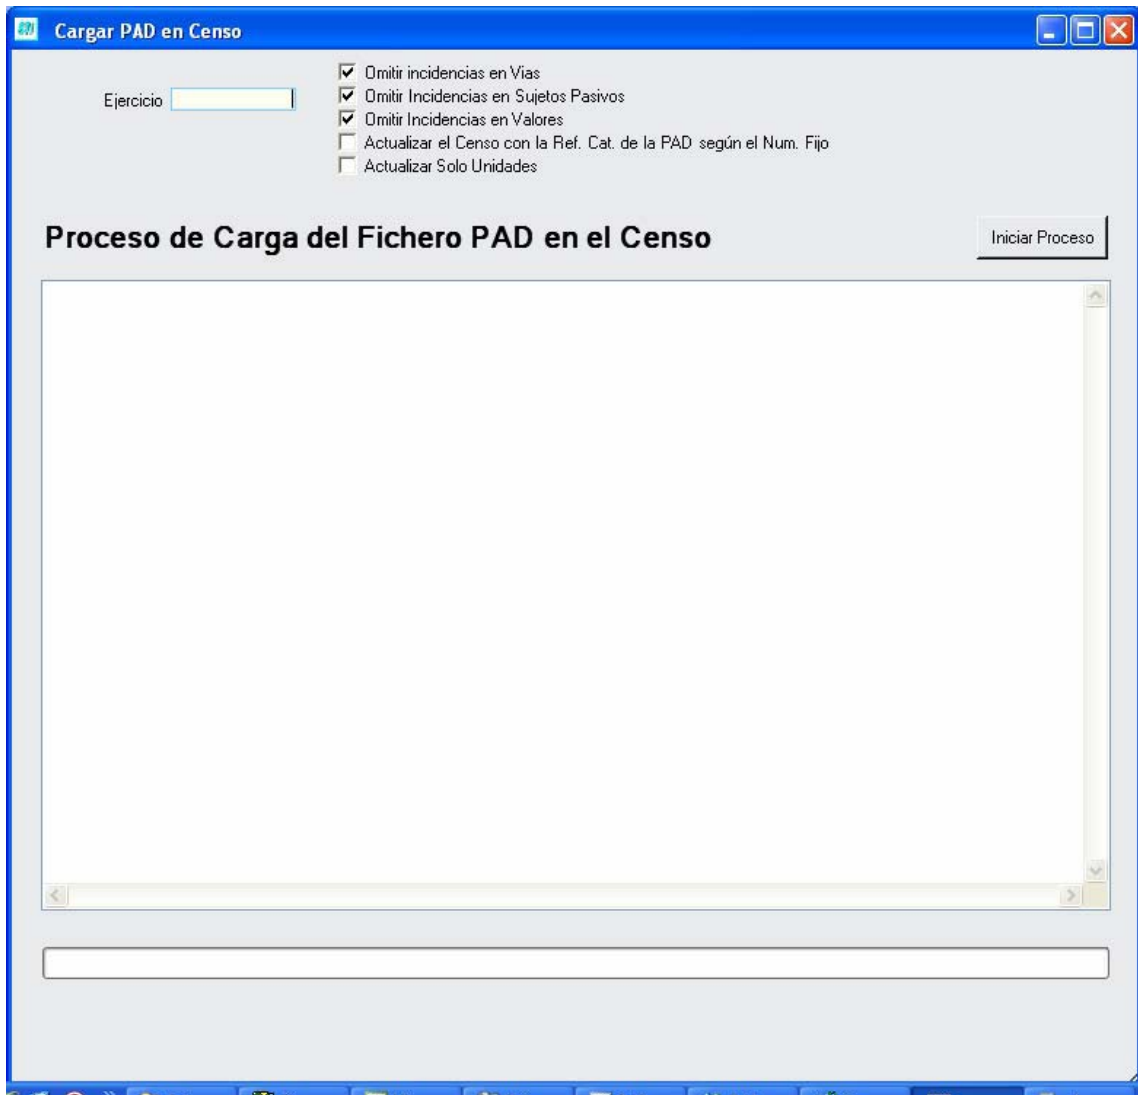 Cargar PAD en Censo
Ejercicio
Omitir incidencias en Vias
Omitir Incidencias en Sujetos Pasivos
Omitir Incidencias en Valores
Actualizar el Censo con la Ref. Cat. de la PAD según el Num. Fijo
Actualizar Solo Unidades
Proceso de Carga del Fichero PAD en el Censo
Iniciar Proceso